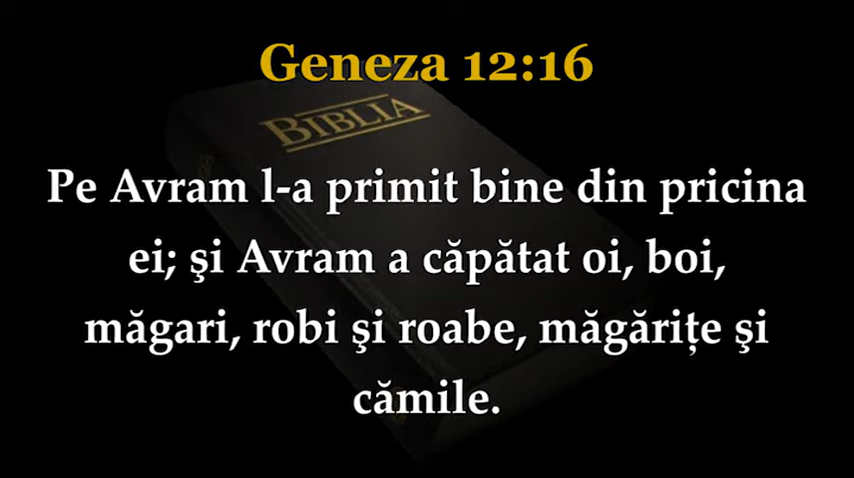 Geneza 12:16
BIBLIA
Pe Avram l-a primit bine din pricina
ei; şi Avram a căpătat oi, boi,
măgari, robi şi roabe, măgăriţe şi
cămile.